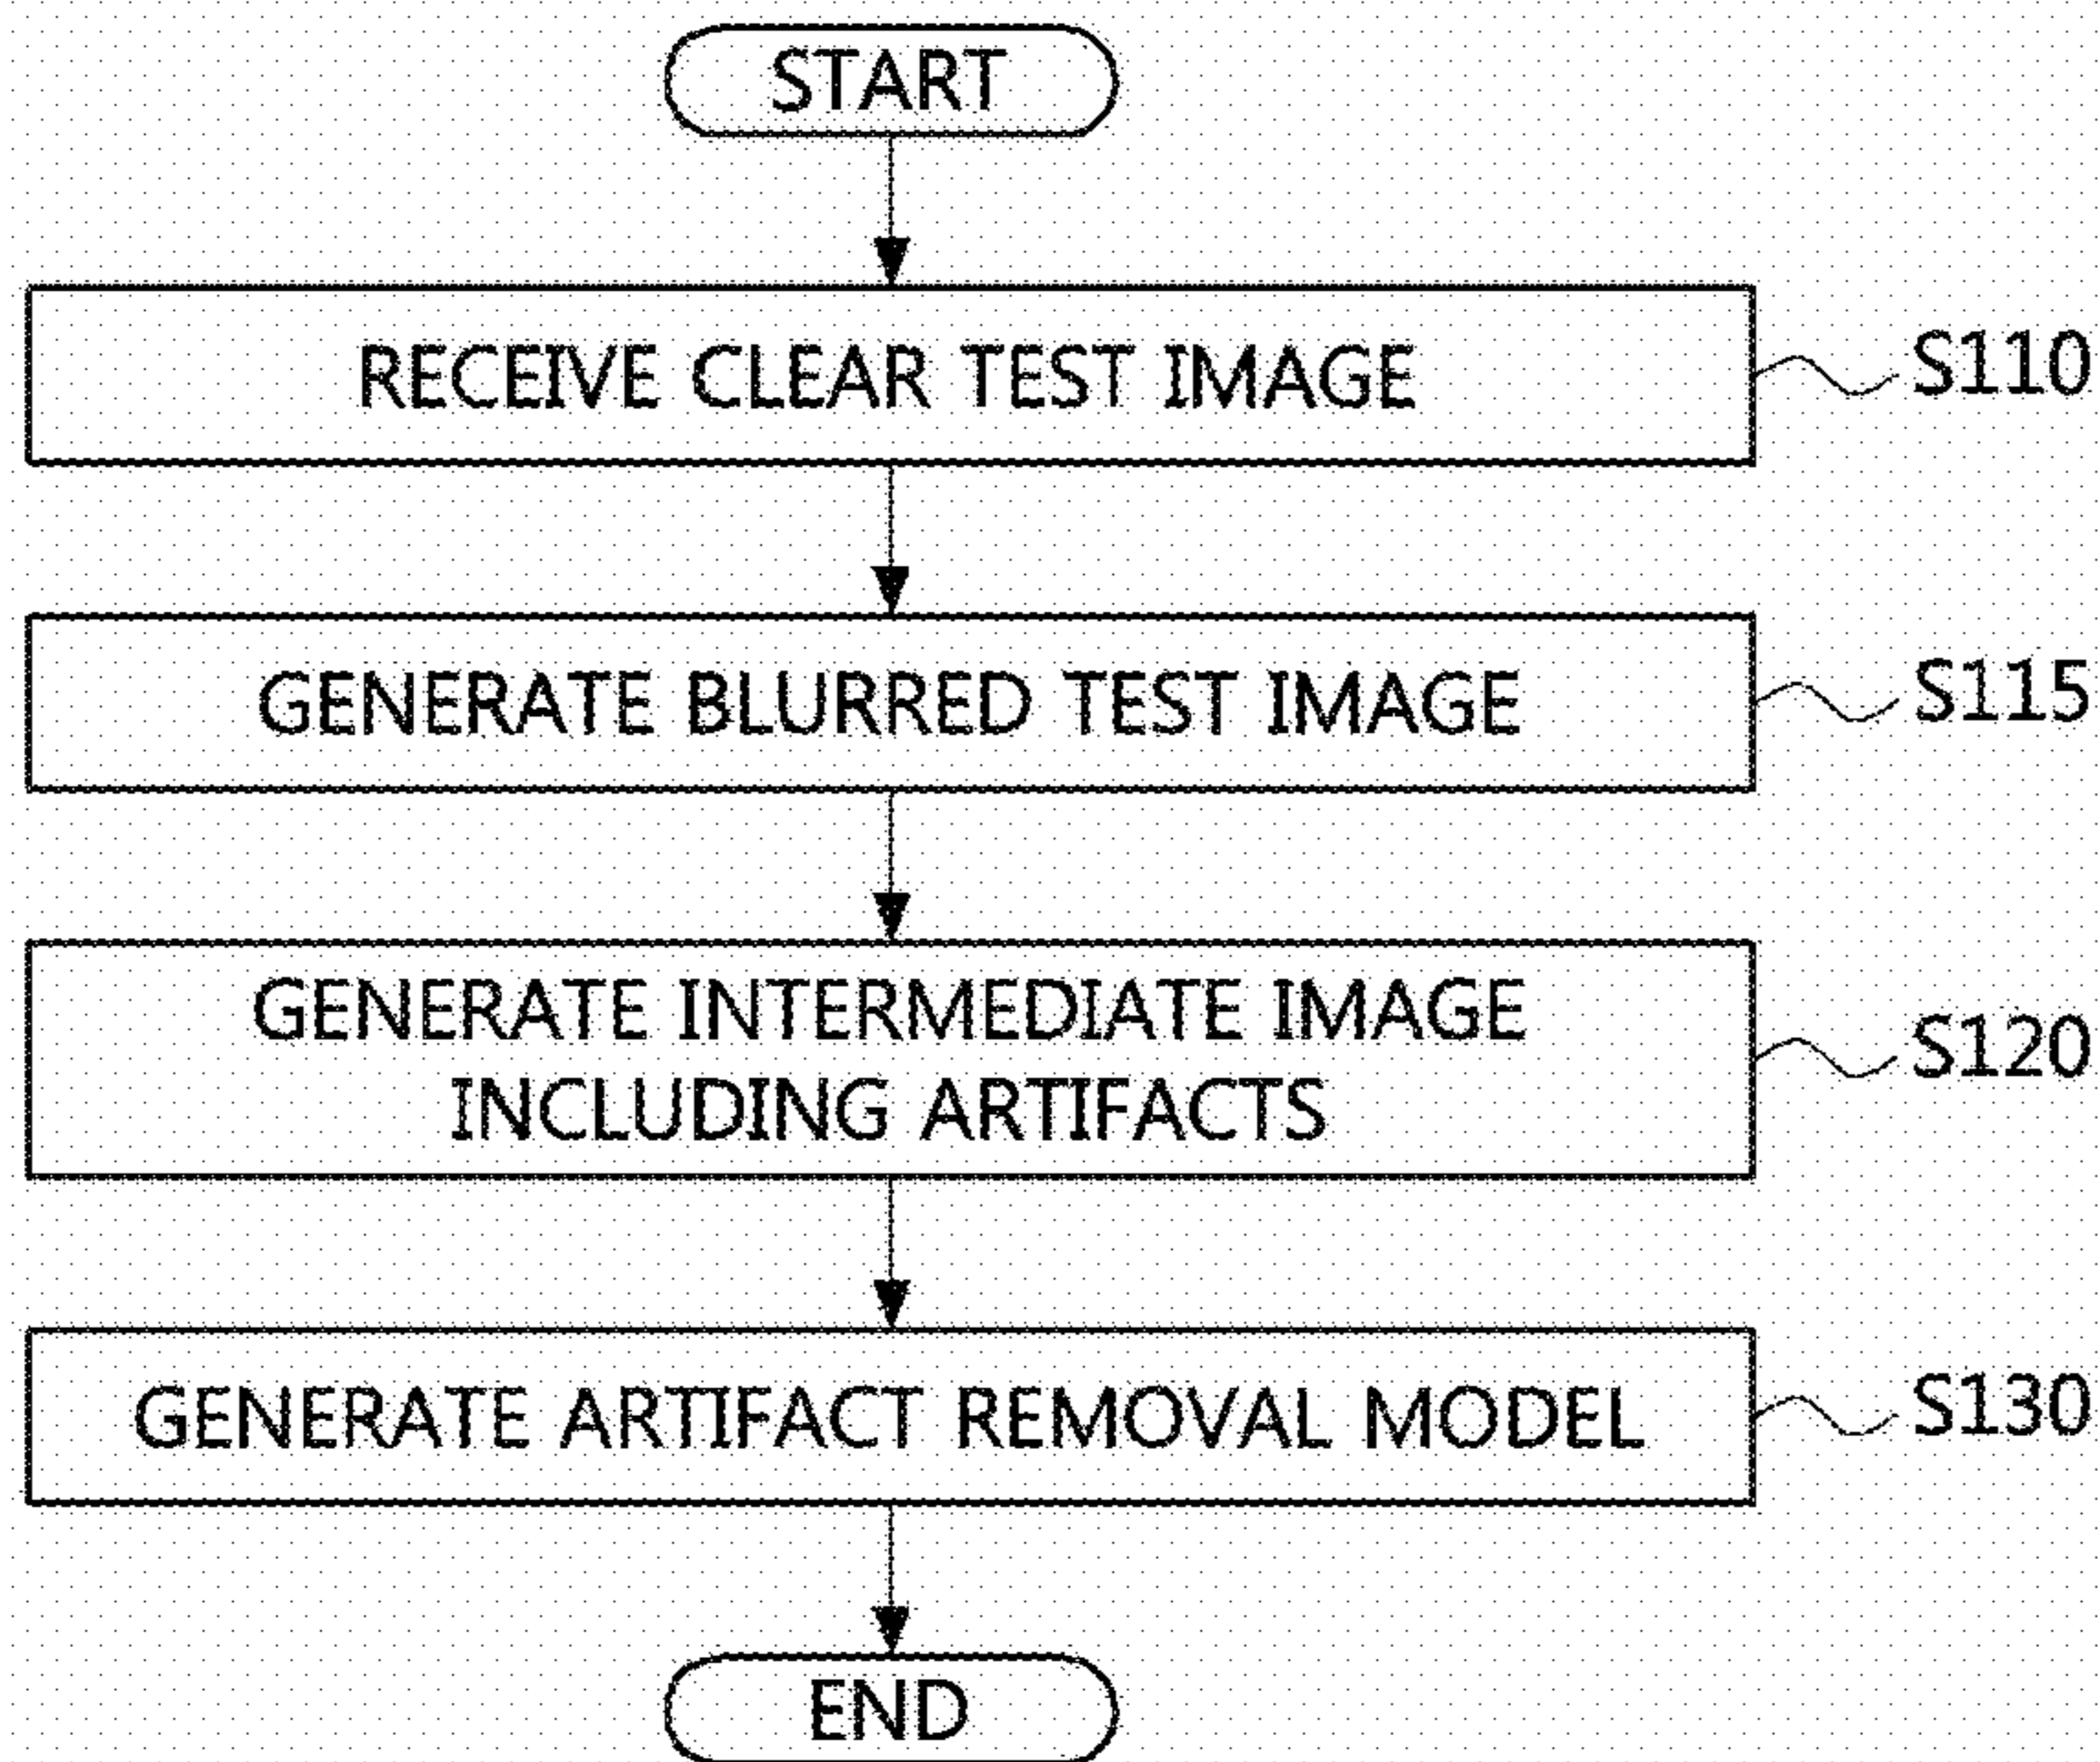 START
RECEIVE CLEAR TEST IMAGE
S110
GENERATE BLURRED TEST IMAGE
S115
GENERATE INTERMEDIATE IMAGE
INCLUDING ARTIFACTS
S120
GENERATE ARTIFACT REMOVAL MODEL
S130
END